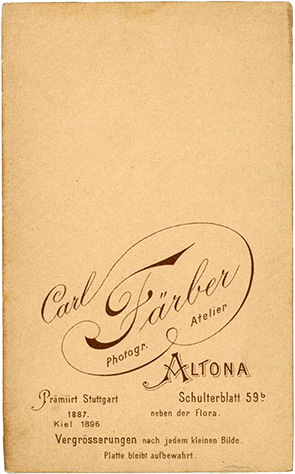 Carl Färber
Photogr. Atelier
ALTONA
Prämiirt Stuttgart
1887.
Kiel 1896.
Schulterblatt 59b
neben der Flora.
Vergrösserungen nach jedem kleinen Bilde.
Platte bleibt aufbewahrt.